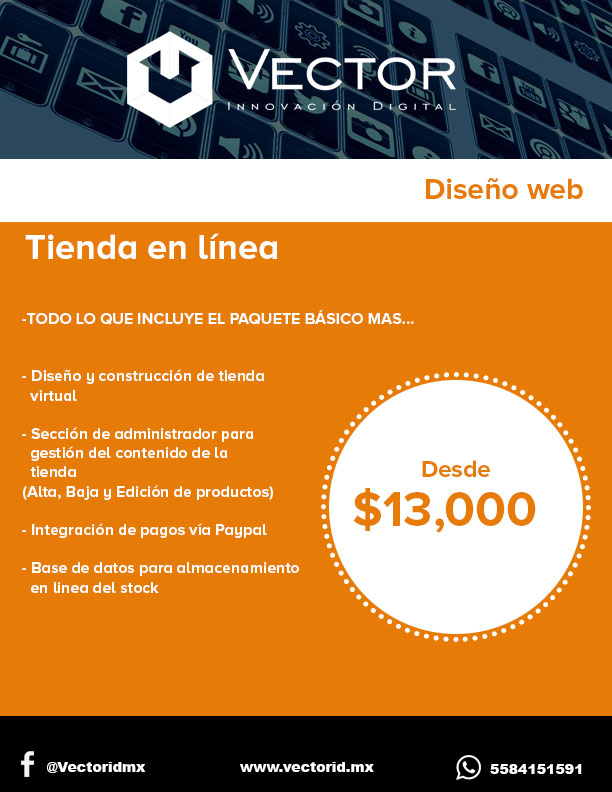 VECTOR
INNOVACIÓN DIGITAL
Diseño web
Tienda en línea
-TODO LO QUE INCLUYE EL PAQUETE BÁSICO MAS...
- Diseño y construcción de tienda
virtual
- Sección de administrador para
gestión del contenido de la
tienda
(Alta, Baja y Edición de productos)
- Integración de pagos vía Paypal
- Base de datos para almacenamiento
en linea del stock
Desde
$13,000
@Vectoridmx
www.vectorid.mx
5584151591